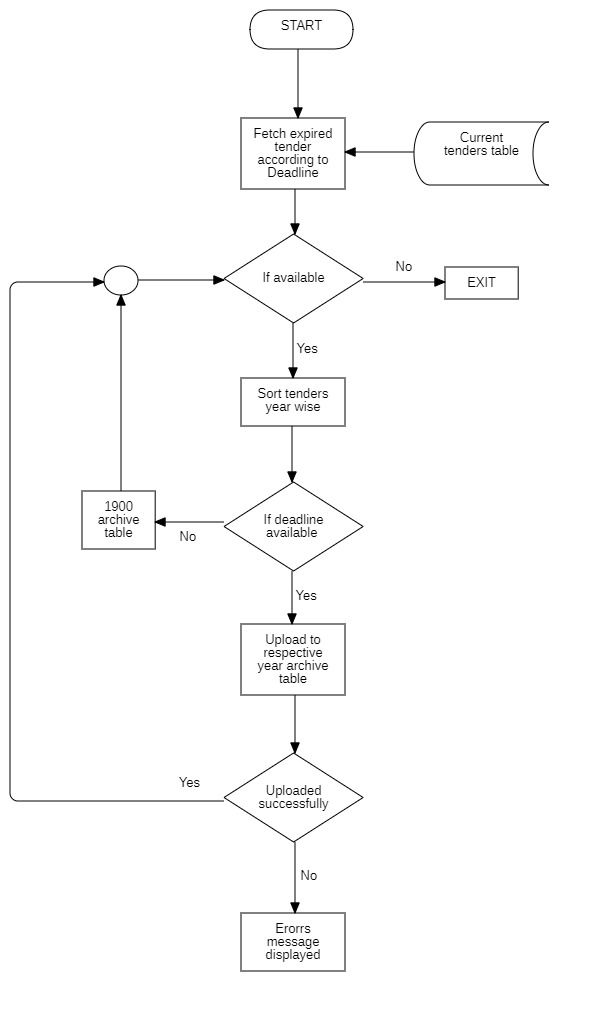 START
Fetch expired
tender
according to
Deadline
Current
tenders table
If available
No
EXIT
Yes
Sort tenders
year wise
1900
archive
table
No
If deadline
available
Yes
Upload to
respective
year archive
table
Yes
Uploaded
successfully
No
Erorrs
message
displayed